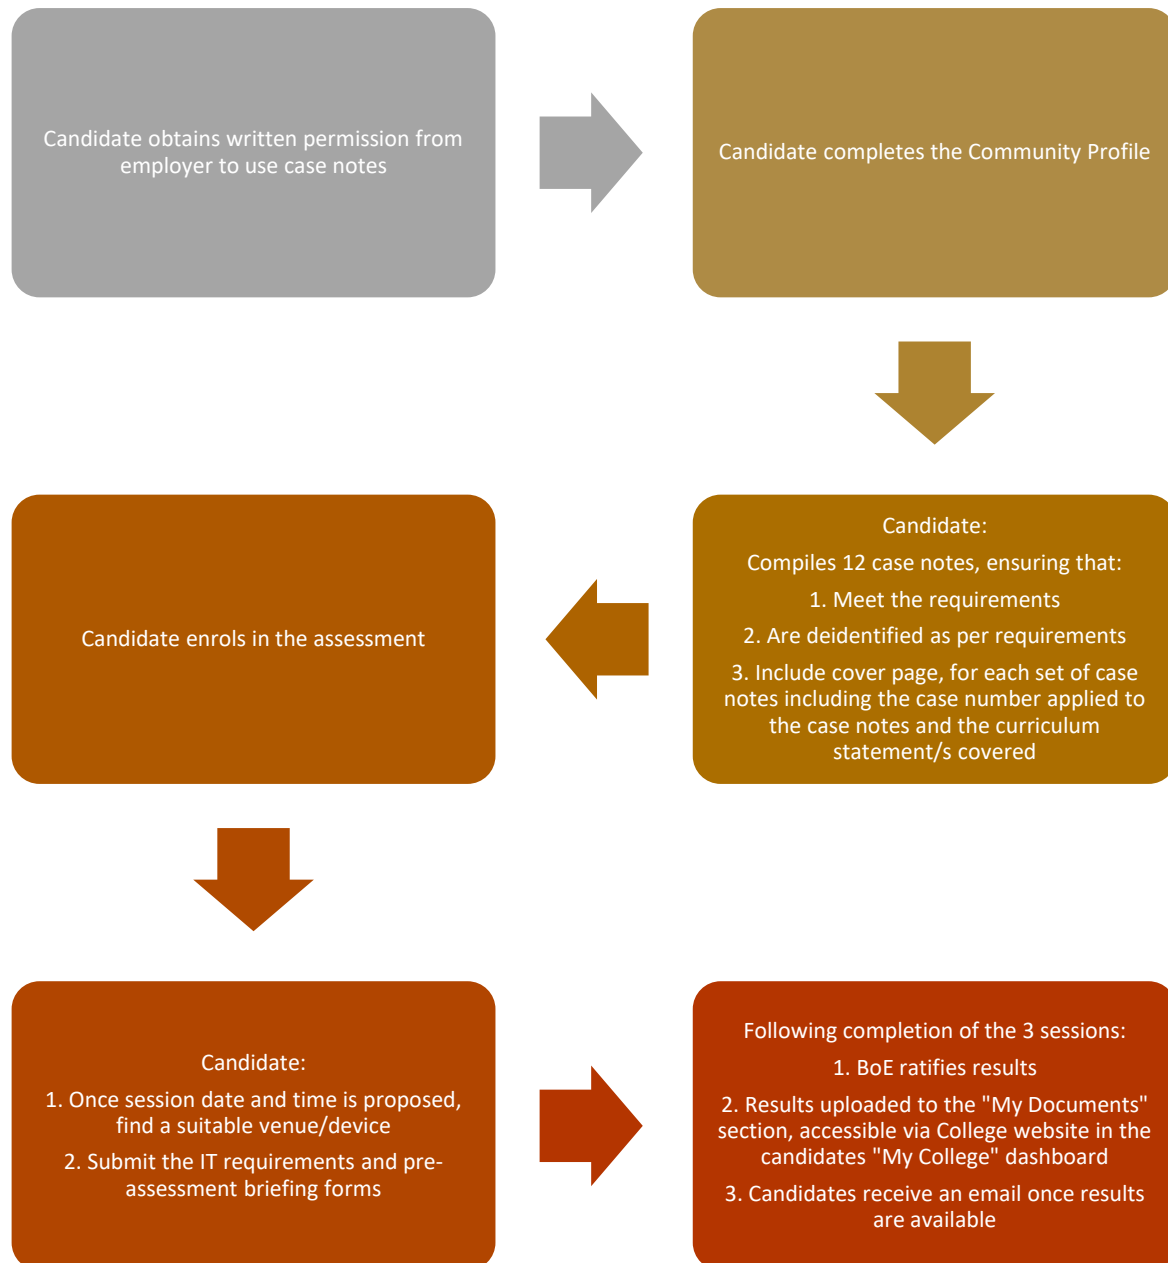 Candidate obtains written permission from
employer to use case notes
Candidate completes the Community Profile
Candidate:
Compiles 12 case notes, ensuring that:
1. Meet the requirements
2. Are deidentified as per requirements
3. Include cover page, for each set of case
notes including the case number applied to
the case notes and the curriculum
statement/s covered
Candidate enrols in the assessment
Candidate:
1. Once session date and time is proposed,
find a suitable venue/device
2. Submit the IT requirements and pre-
assessment briefing forms
Following completion of the 3 sessions:
1. BoE ratifies results
2. Results uploaded to the "My Documents"
section, accessible via College website in the
candidates "My College" dashboard
3. Candidates receive an email once results
are available